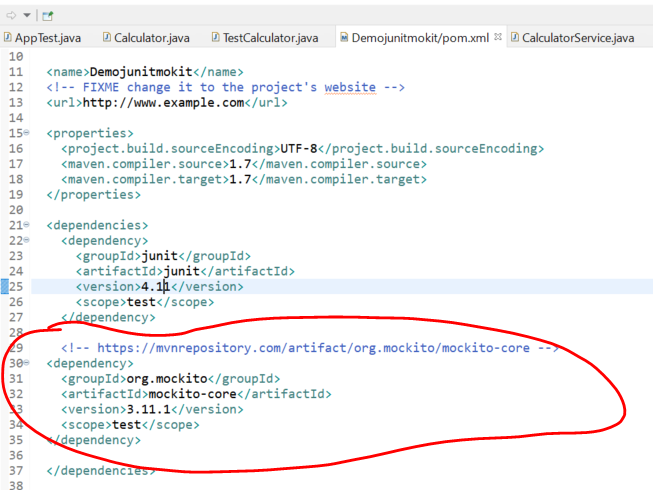 AppTest.java Calculator.java TestCalculator.java Demojunitmokit/pom.xml CalculatorService.java
10
11 <name>Demojunitmokit</name>
12 <!-- FIXME change it to the project's website -->
13 <url>http://www.example.com</url>
14
15 <properties>
16 <project.build.sourceEncoding>UTF-8</project.build.sourceEncoding>
17 <maven.compiler.source>1.7</maven.compiler.source>
18 <maven.compiler.target>1.7</maven.compiler.target>
19 </properties>
20
21 <dependencies>
22 <dependency>
23 <groupId>junit</groupId>
24 <artifactId>junit</artifactId>
25 <version>4.11</version>
26 <scope>test</scope>
27 </dependency>
28
29 <!-- https://mvnrepository.com/artifact/org.mockito/mockito-core -->
30 <dependency>
31 <groupId>org.mockito</groupId>
32 <artifactId>mockito-core</artifactId>
33 <version>3.11.1</version>
34 <scope>test</scope>
35 </dependency>
36
37 </dependencies>
38